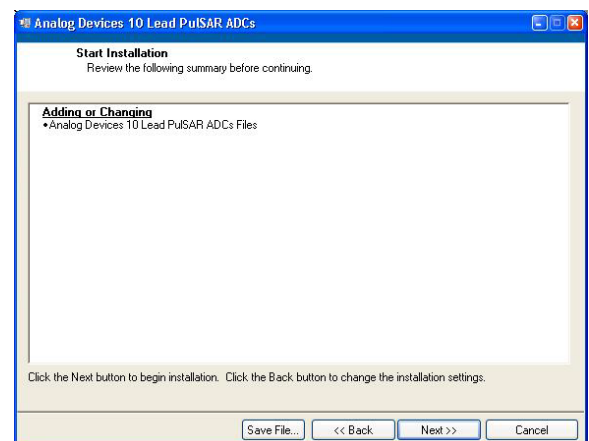 Analog Devices 10 Lead PulSAR ADCs
Start Installation
Review the following summary before continuing.
Adding or Changing
•Analog Devices 10 Lead PulSAR ADCs Files
Click the Next button to begin installation. Click the Back button to change the installation settings.
Save File... << Back Next >> Cancel